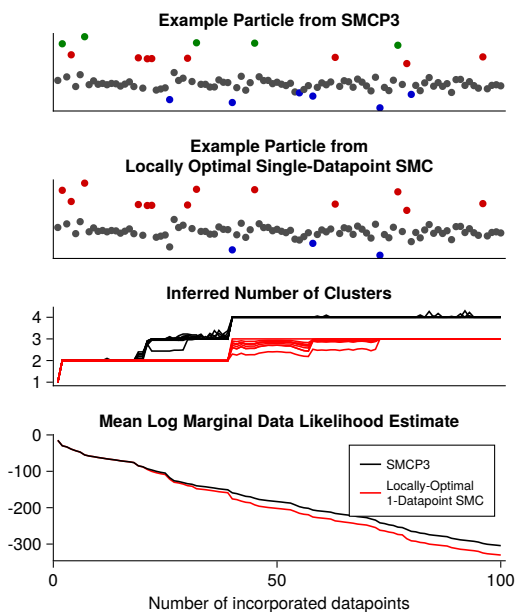 Example Particle from SMCP3
Example Particle from
Locally Optimal Single-Datapoint SMC
Inferred Number of Clusters
4
3
2
1
Mean Log Marginal Data Likelihood Estimate
0
-100
-200
-300
SMCP3
Locally-Optimal
1-Datapoint SMC
0
50
100
Number of incorporated datapoints